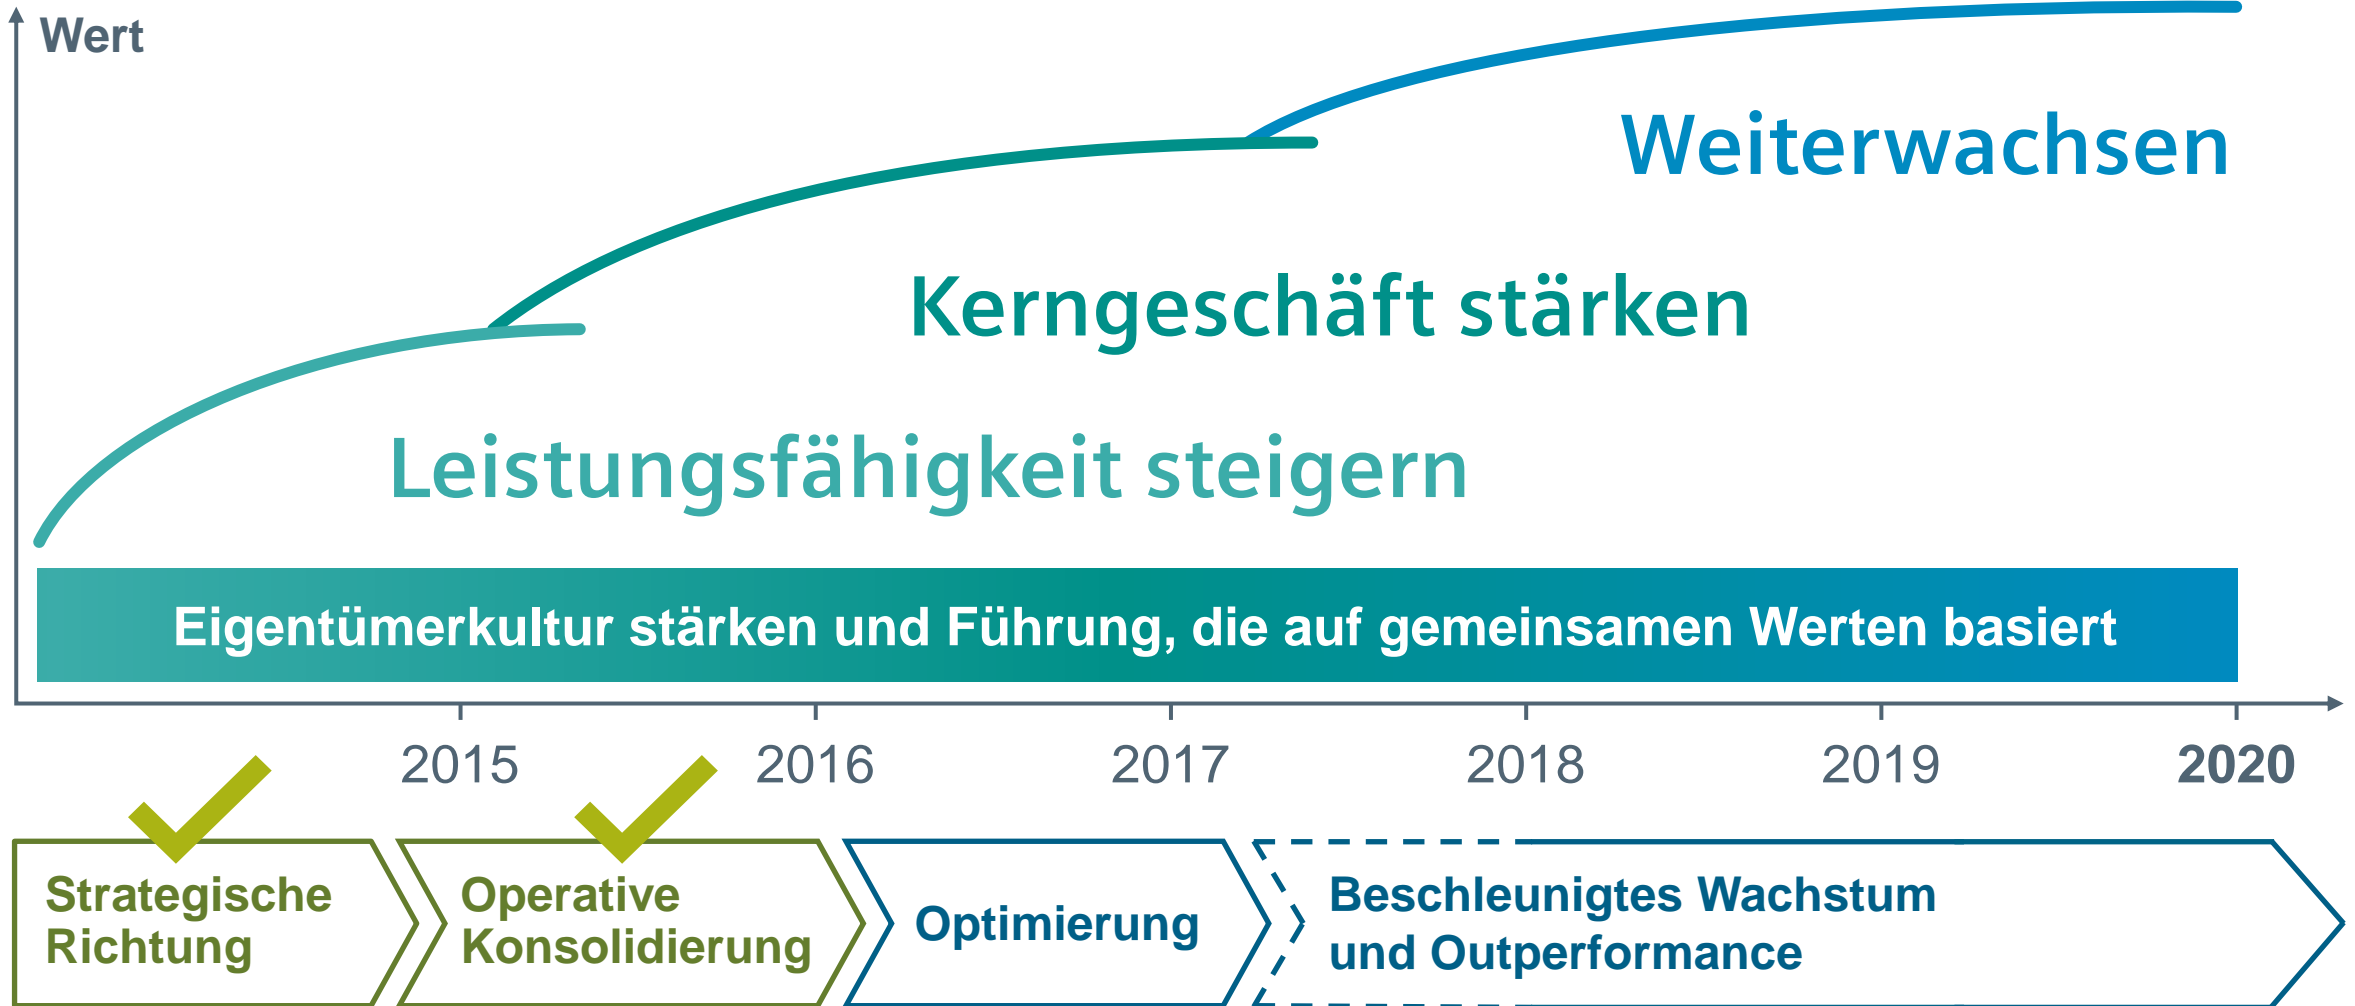 Wert
Weiterwachsen
Kerngeschäft stärken
Leistungsfähigkeit steigern
Eigentümerkultur stärken und Führung, die auf gemeinsamen Werten basiert
2015 2016 2017 2018 2019 2020
Strategische
Richtung
Operative
Konsolidierung
Optimierung
Beschleunigtes Wachstum
und Outperformance